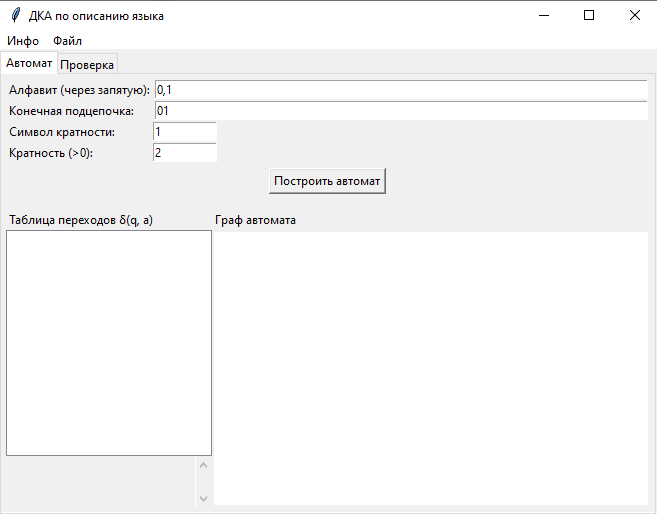 ДКА по описанию языка
Инфо Файл
Автомат Проверка
Алфавит (через запятую): 0,1
Конечная подцепочка: 01
Символ кратности: 1
Кратность (>0): 2
Построить автомат
Таблица переходов δ(q, a) Граф автомата